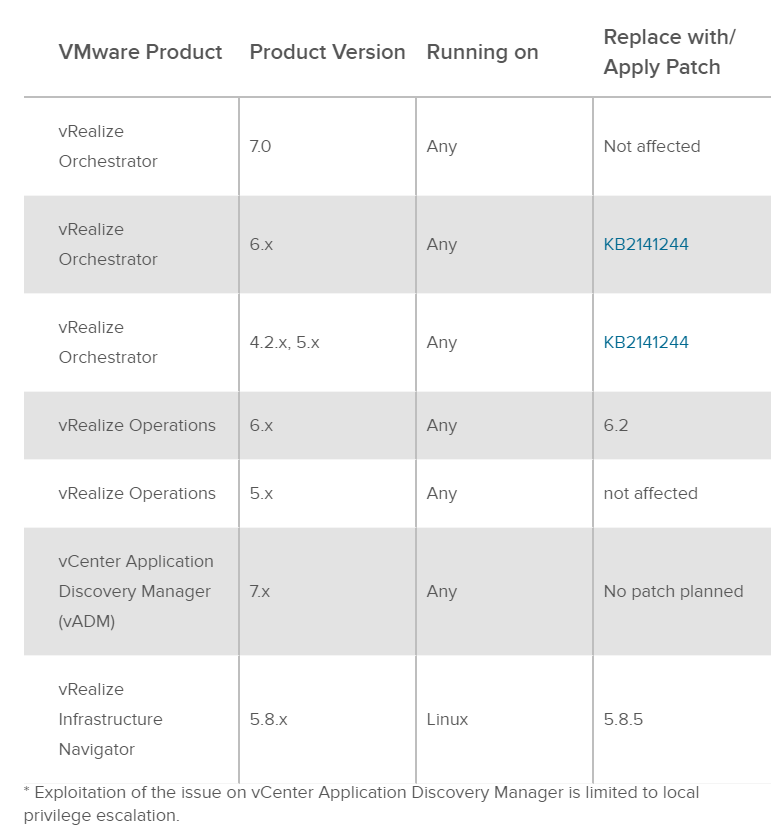 VMware Product Product Version Running on Replace with/
Apply Patch
vRealize
Orchestrator 7.0 Any Not affected
vRealize
Orchestrator 6.x Any KB2141244
vRealize
Orchestrator 4.2.x, 5.x Any KB2141244
vRealize Operations 6.x Any 6.2
vRealize Operations 5.x Any not affected
vCenter Application
Discovery Manager 7.x Any No patch planned
(vADM)
vRealize
Infrastructure 5.8.x Linux 5.8.5
Navigator
* Exploitation of the issue on vCenter Application Discovery Manager is limited to local
privilege escalation.